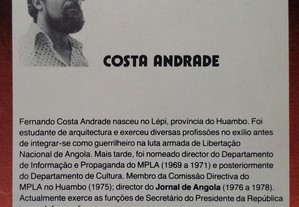 COSTA ANDRADE
Fernando Costa Andrade nasceu no Lépi, província do Huambo. Foi
estudante de arquitectura e exerceu diversas profissões no exílio antes
de integrar-se como guerrilheiro na luta armada de Libertação
Nacional de Angola. Mais tarde, foi nomeado director do Departamento
de Informação e Propaganda do MPLA (1969 a 1971) e posteriormente
do Departamento de Cultura. Membro da Comissão Directiva do
MPLA no Huambo (1975); director do Jornal de Angola (1976 a 1978).
Actualmente exerce as funções de Secretário do Presidente da República